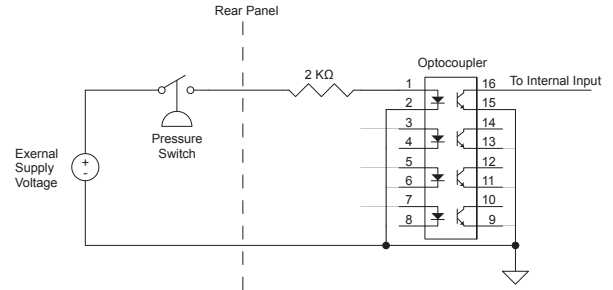 Rear Panel
2 KΩ
Optocoupler
To Internal Input
1
2
3
4
5
6
7
8
16
15
14
13
12
11
10
9
Pressure
Switch
Exernal
Supply
Voltage
+
-